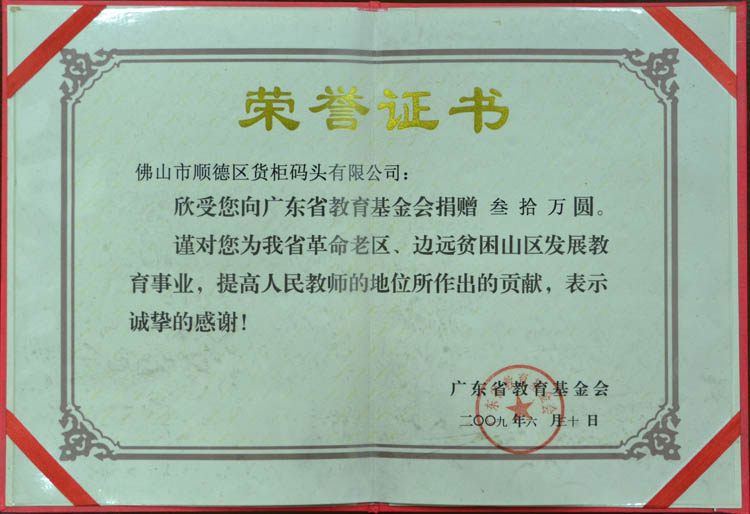 荣誉证书
佛山市顺德区货柜码头有限公司：
欣受您向广东省教育基金会捐赠 叁拾万圆。
谨对您为我省革命老区、边远贫困山区发展教
育事业，提高人民教师的地位所作出的贡献，表示
诚挚的感谢！
广东省教育基金会
二〇〇九年六月三十日